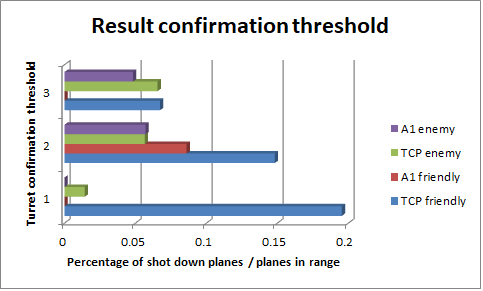 Result confirmation threshold
Turret confirmation threshold
3
2
1
0
0.05
0.1
0.15
0.2
Percentage of shot down planes / planes in range
A1 enemy
TCP enemy
A1 friendly
TCP friendly